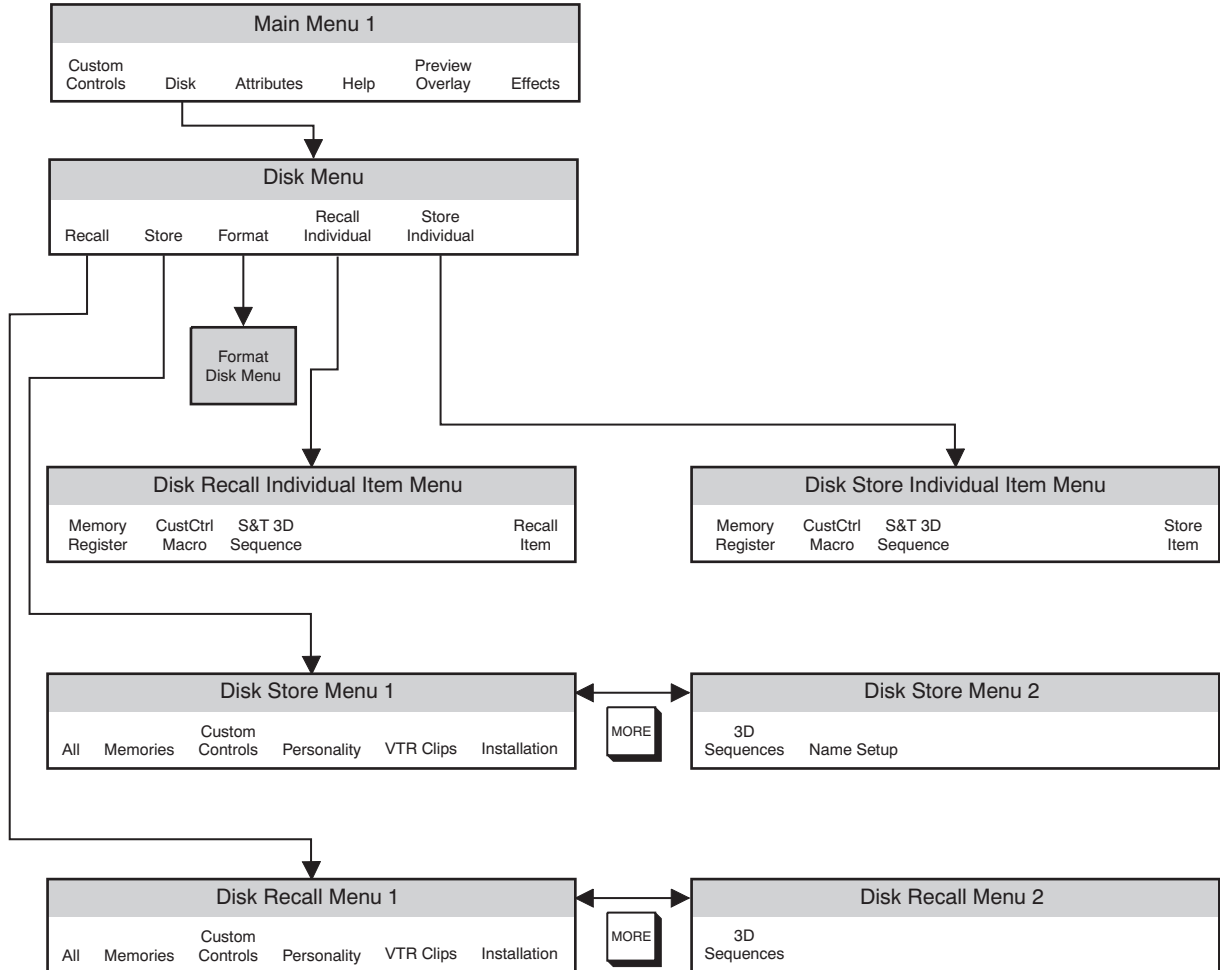 Main Menu 1
Custom
Controls
Disk
Attributes
Help
Preview
Overlay
Effects
Disk Menu
Recall
Store
Format
Recall
Individual
Store
Individual
Format
Disk Menu
Disk Recall Individual Item Menu
Memory
Register
CustCtrl
Macro
S&T 3D
Sequence
Recall
Item
Disk Store Individual Item Menu
Memory
Register
CustCtrl
Macro
S&T 3D
Sequence
Store
Item
Disk Store Menu 1
All
Memories
Custom
Controls
Personality
VTR Clips
Installation
MORE
Disk Store Menu 2
3D
Sequences
Name Setup
Disk Recall Menu 1
All
Memories
Custom
Controls
Personality
VTR Clips
Installation
MORE
Disk Recall Menu 2
3D
Sequences